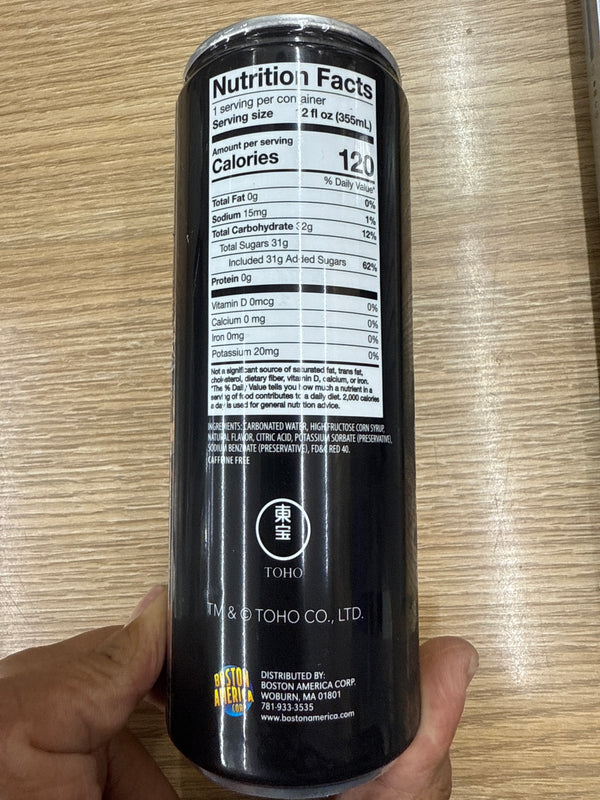 Nutrition Facts
1 serving per container
Serving size 12 fl oz (355mL)
Amount per serving
Calories 120
% Daily Value*
Total Fat 0g 0%
Sodium 15mg 1%
Total Carbohydrate 32g 12%
Total Sugars 31g
Included 31g Added Sugars 62%
Protein 0g
Vitamin D 0mcg 0%
Calcium 0 mg 0%
Iron 0mg 0%
Potassium 20mg 0%
Not a significant source of saturated fat, trans fat,
cholesterol, dietary fiber, vitamin D, calcium, or iron.
*The % Daily Value tells you how much a nutrient in a
serving of food contributes to a daily diet. 2,000 calories
a day is used for general nutrition advice.
INGREDIENTS: CARBONATED WATER, HIGH FRUCTOSE CORN SYRUP,
NATURAL FLAVOR, CITRIC ACID, POTASSIUM SORBATE (PRESERVATIVE),
SODIUM BENZOATE (PRESERVATIVE), FD&C RED 40.
CAFFEINE FREE
東宝
TOHO
TM & © TOHO CO., LTD.
BOSTON
AMERICA
CORP
DISTRIBUTED BY:
BOSTON AMERICA CORP.
WOBURN, MA 01801
781-933-3535
www.bostonamerica.com